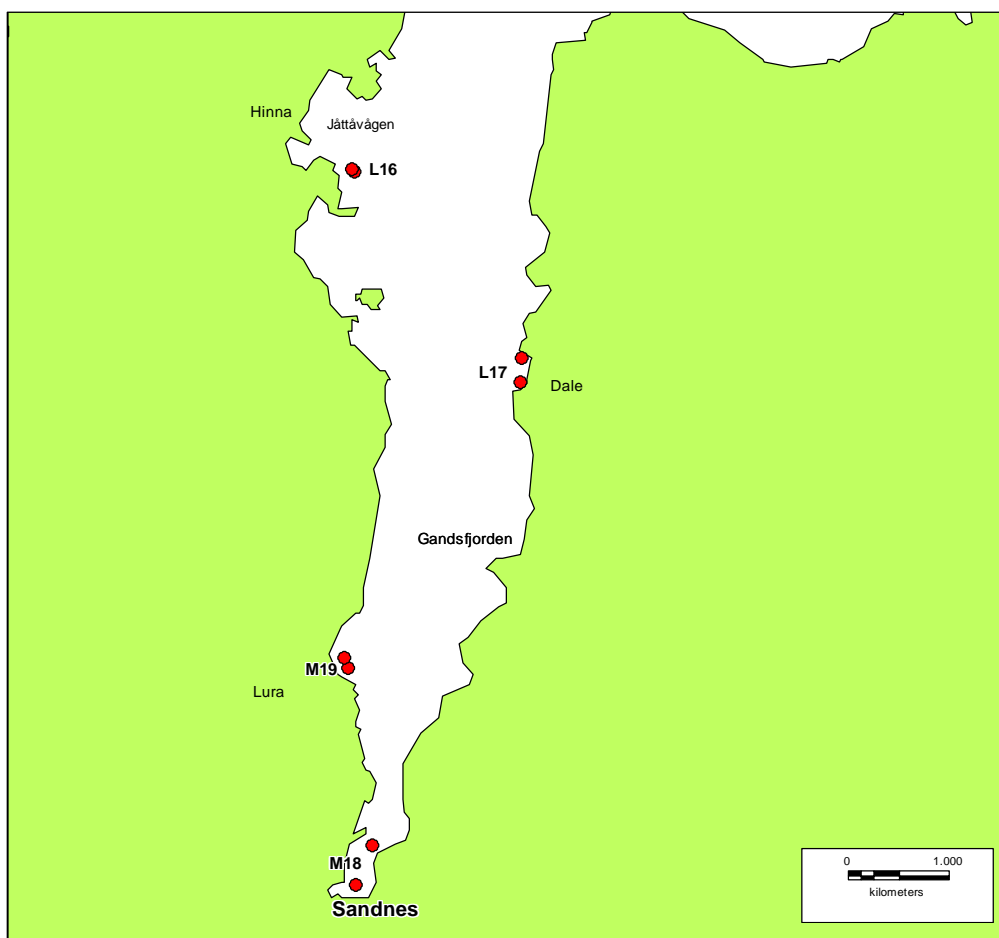 Hinna
Jåttåvågen
L16
L17
Dale
Gandsfjorden
M19
Lura
M18
Sandnes
0 1.000
kilometers